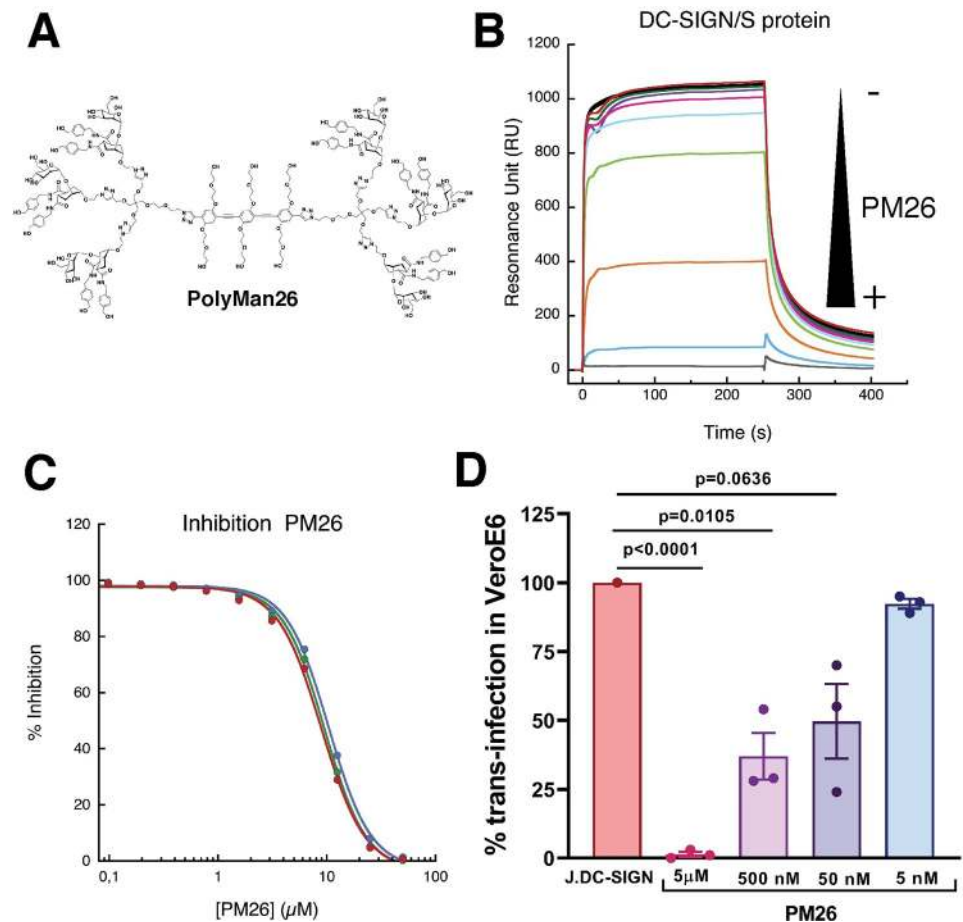 A
PolyMan26
B
DC-SIGN/S protein
Resonnance Unit (RU)
1200
1000
800
600
400
200
0
0
100
200
300
400
Time (s)
-
PM26
+
C
Inhibition PM26
% Inhibition
120
100
80
60
40
20
0
0,1
1
10
100
[PM26] (µM)
D
p=0.0636
p=0.0105
p<0.0001
% trans-infection in VeroE6
125
100
75
50
25
0
J.DC-SIGN
5µM
500 nM
50 nM
5 nM
PM26